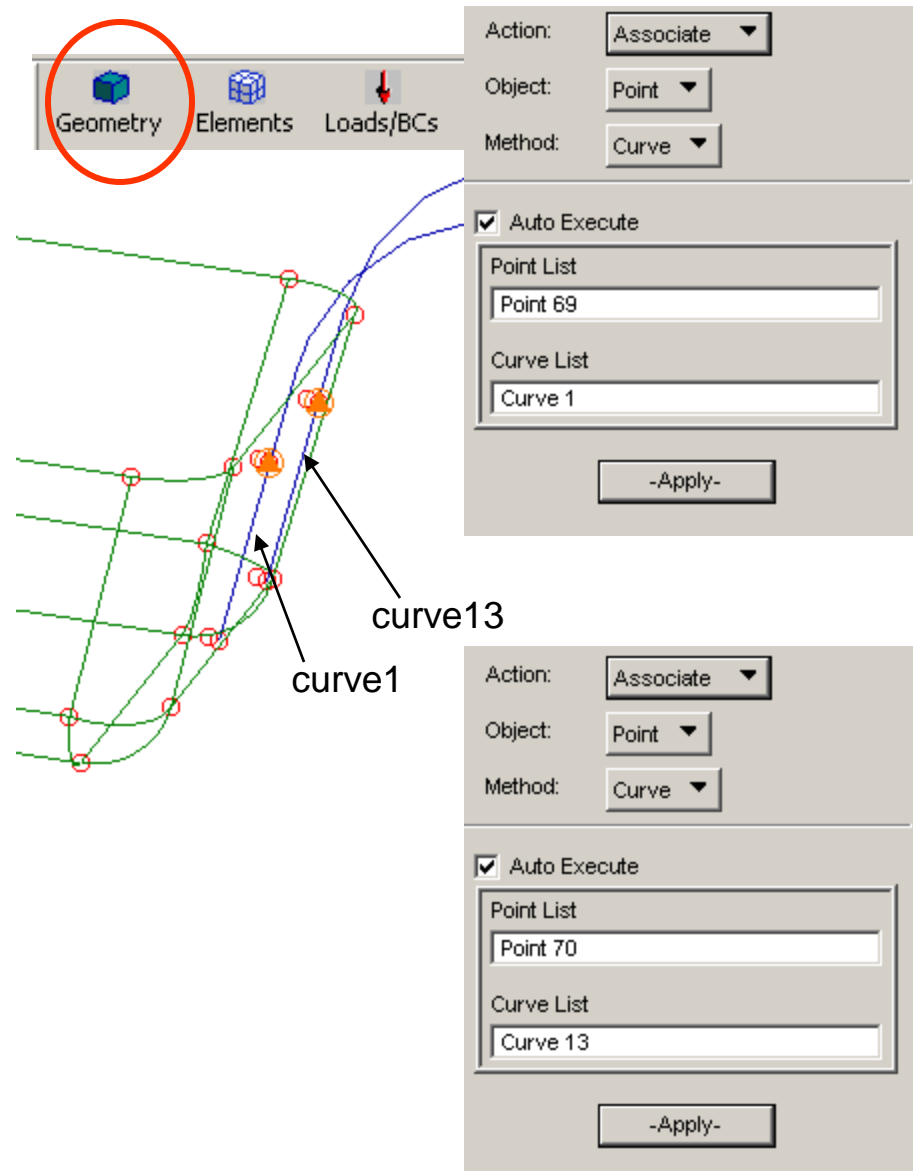 Geometry Elements Loads/BCs
Action: Associate
Object: Point
Method: Curve
Auto Execute
Point List
Point 69
Curve List
Curve 1
-Apply-
curve13
curve1
Action: Associate
Object: Point
Method: Curve
Auto Execute
Point List
Point 70
Curve List
Curve 13
-Apply-